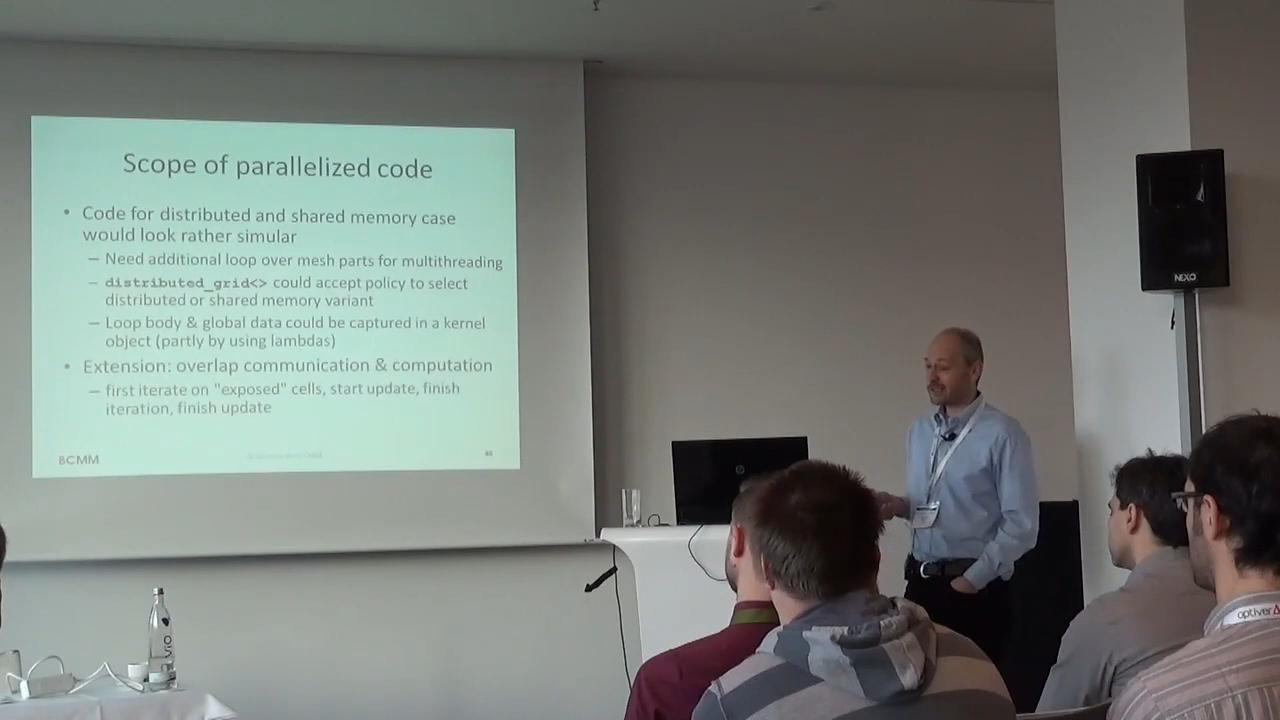 Scope of parallelized code
• Code for distributed and shared memory case
would look rather simular
– Need additional loop over mesh parts for multithreading
– distributed_grid<> could accept policy to select
distributed or shared memory variant
– Loop body & global data could be captured in a kernel
object (partly by using lambdas)
• Extension: overlap communication & computation
– first iterate on "exposed" cells, start update, finish
iteration, finish update
BCMM
NEXO
hp
optiver